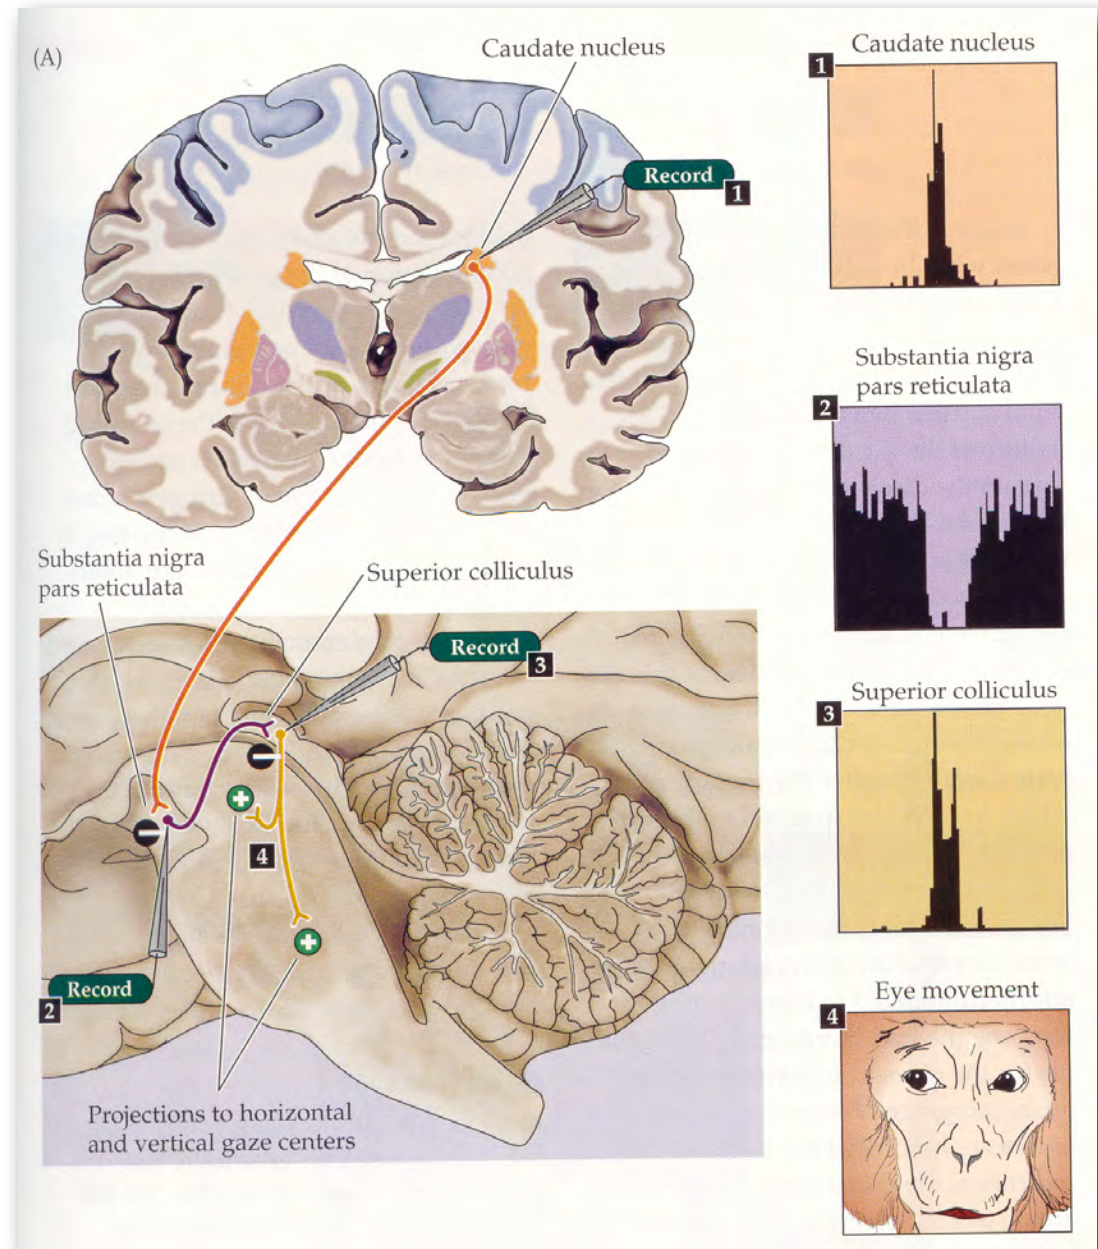 (A)
Caudate nucleus
Record
1
Substantia nigra
pars reticulata
Superior colliculus
Record
3
4
Record
2
Projections to horizontal
and vertical gaze centers
Caudate nucleus
1
Substantia nigra
pars reticulata
2
Superior colliculus
3
Eye movement
4